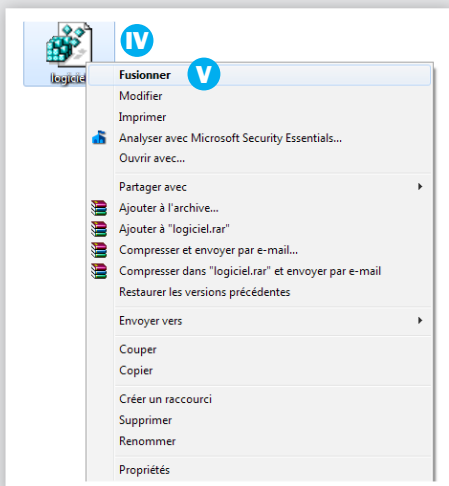 IV
logiciel
Fusionner
V
Modifier
Imprimer
Analyser avec Microsoft Security Essentials...
Ouvrir avec...
Partager avec
Ajouter à l'archive...
Ajouter à "logiciel.rar"
Compresser et envoyer par e-mail...
Compresser dans "logiciel.rar" et envoyer par e-mail
Restaurer les versions précédentes
Envoyer vers
Couper
Copier
Créer un raccourci
Supprimer
Renommer
Propriétés